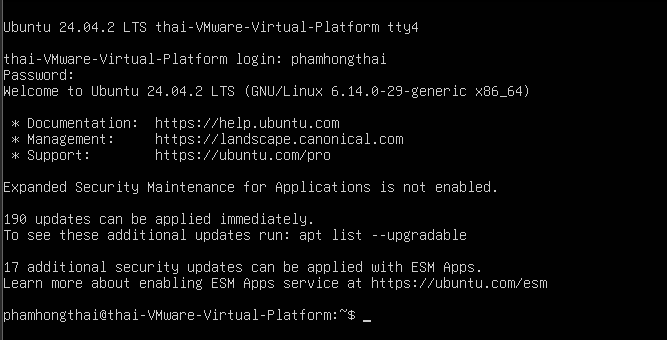 Ubuntu 24.04.2 LTS thai-VMware-Virtual-Platform tty4
thai-VMware-Virtual-Platform login: phamhongthai
Password:
Welcome to Ubuntu 24.04.2 LTS (GNU/Linux 6.14.0-29-generic x86_64)
* Documentation:  https://help.ubuntu.com
* Management:     https://landscape.canonical.com
* Support:        https://ubuntu.com/pro
Expanded Security Maintenance for Applications is not enabled.
190 updates can be applied immediately.
To see these additional updates run: apt list --upgradable
17 additional security updates can be applied with ESM Apps.
Learn more about enabling ESM Apps service at https://ubuntu.com/esm
phamhongthai@thai-VMware-Virtual-Platform:~$ _